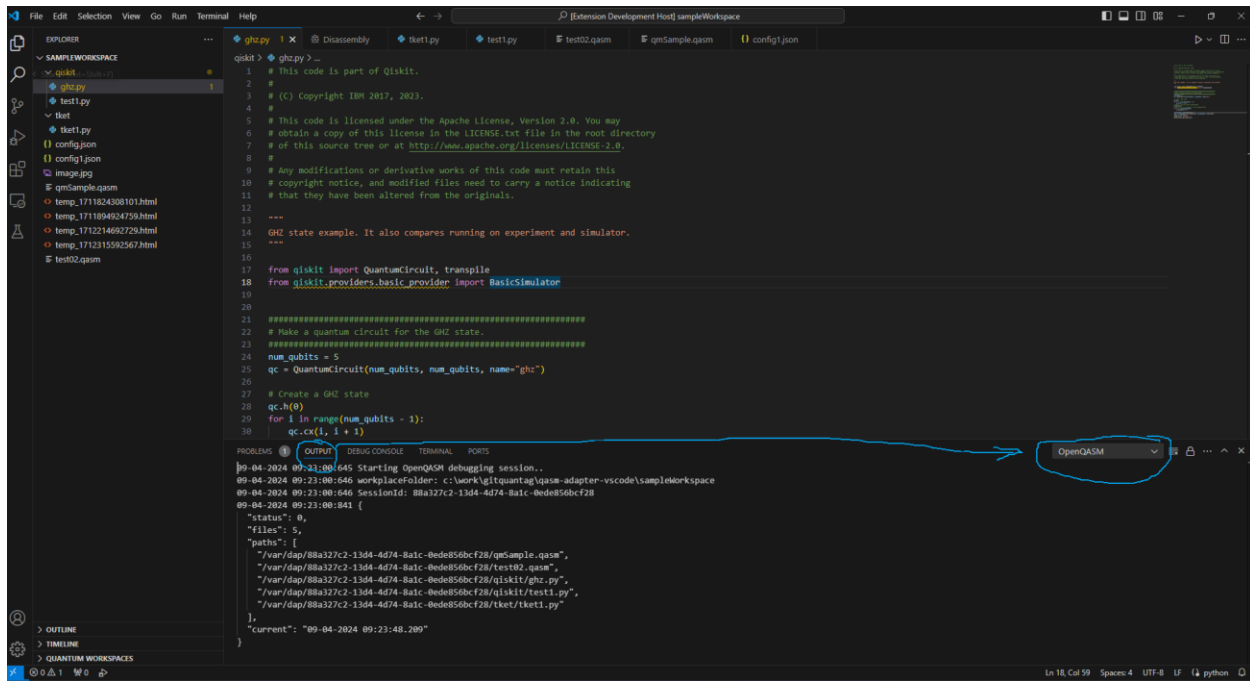 File Edit Selection View Go Run Terminal Help
[Extension Development Host] sampleWorkspace
EXPLORER
SAMPLEWORKSPACE
qiskit
ghz.py 1
test1.py
tket
tket1.py
config.json
config1.json
image.jpg
qmSample.qasm
temp_1711824308101.html
temp_1711894924759.html
temp_1712214692729.html
temp_1712315592567.html
test02.qasm
OUTLINE
TIMELINE
QUANTUM WORKSPACES
ghz.py 1 Disassembly tket1.py test1.py test02.qasm qmSample.qasm config1.json
qiskit > ghz.py > ...
1 # This code is part of Qiskit.
2 #
3 # (C) Copyright IBM 2017, 2023.
4 #
5 # This code is licensed under the Apache License, Version 2.0. You may
6 # obtain a copy of this license in the LICENSE.txt file in the root directory
7 # of this source tree or at http://www.apache.org/licenses/LICENSE-2.0.
8 #
9 # Any modifications or derivative works of this code must retain this
10 # copyright notice, and modified files need to carry a notice indicating
11 # that they have been altered from the originals.
12
13 """
14 GHZ state example. It also compares running on experiment and simulator.
15 """
16
17 from qiskit import QuantumCircuit, transpile
18 from qiskit.providers.basic_provider import BasicSimulator
19
20
21 ###############################################################
22 # Make a quantum circuit for the GHZ state.
23 ###############################################################
24 num_qubits = 5
25 qc = QuantumCircuit(num_qubits, num_qubits, name="ghz")
26
27 # Create a GHZ state
28 qc.h(0)
29 for i in range(num_qubits - 1):
30 qc.cx(i, i + 1)
PROBLEMS 1 OUTPUT DEBUG CONSOLE TERMINAL PORTS OpenQASM
09-04-2024 09:23:00:645 Starting OpenQASM debugging session..
09-04-2024 09:23:00:646 workplaceFolder: c:\work\gitquantag\qasm-adapter-vscode\sampleWorkspace
09-04-2024 09:23:00:646 SessionId: 88a327c2-13d4-4d74-8a1c-0ede856bcf28
09-04-2024 09:23:00:841 {
"status": 0,
"files": 5,
"paths": [
"/var/dap/88a327c2-13d4-4d74-8a1c-0ede856bcf28/qmSample.qasm",
"/var/dap/88a327c2-13d4-4d74-8a1c-0ede856bcf28/test02.qasm",
"/var/dap/88a327c2-13d4-4d74-8a1c-0ede856bcf28/qiskit/ghz.py",
"/var/dap/88a327c2-13d4-4d74-8a1c-0ede856bcf28/qiskit/test1.py",
"/var/dap/88a327c2-13d4-4d74-8a1c-0ede856bcf28/tket/tket1.py"
],
"current": "09-04-2024 09:23:48.209"
}
0 1 0
Ln 18, Col 59 Spaces: 4 UTF-8 LF python